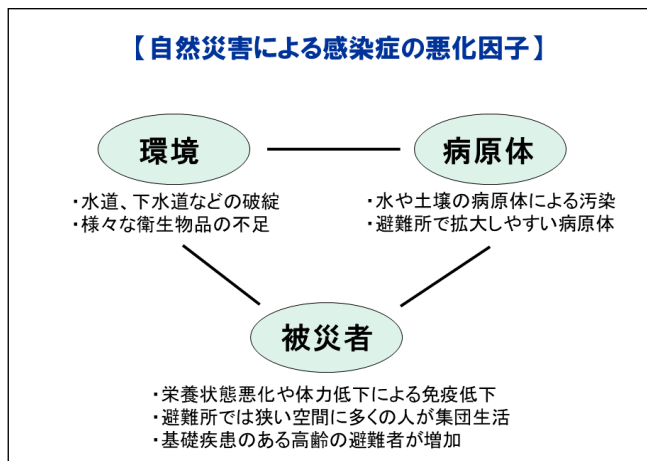 【自然災害による感染症の悪化因子】
環境
病原体
・水道、下水道などの破綻
・様々な衛生物品の不足
・水や土壌の病原体による汚染
・避難所で拡大しやすい病原体
被災者
・栄養状態悪化や体力低下による免疫低下
・避難所では狭い空間に多くの人が集団生活
・基礎疾患のある高齢の避難者が増加